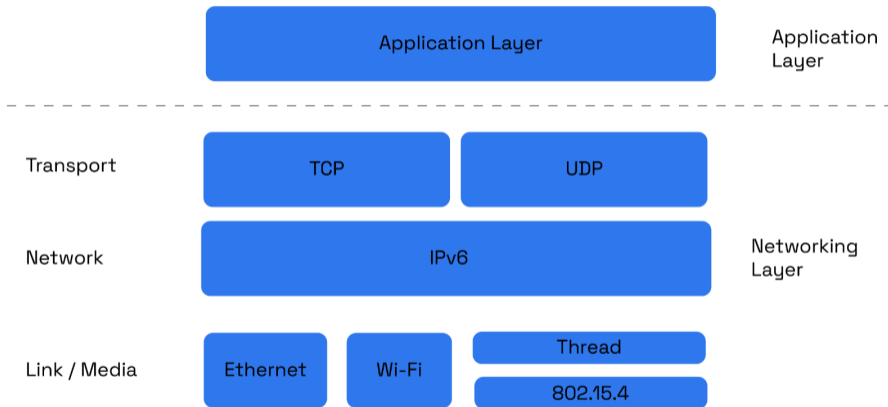 Application Layer
Application
Layer
Transport
TCP
UDP
Network
IPv6
Networking
Layer
Link / Media
Ethernet
Wi-Fi
Thread
802.15.4